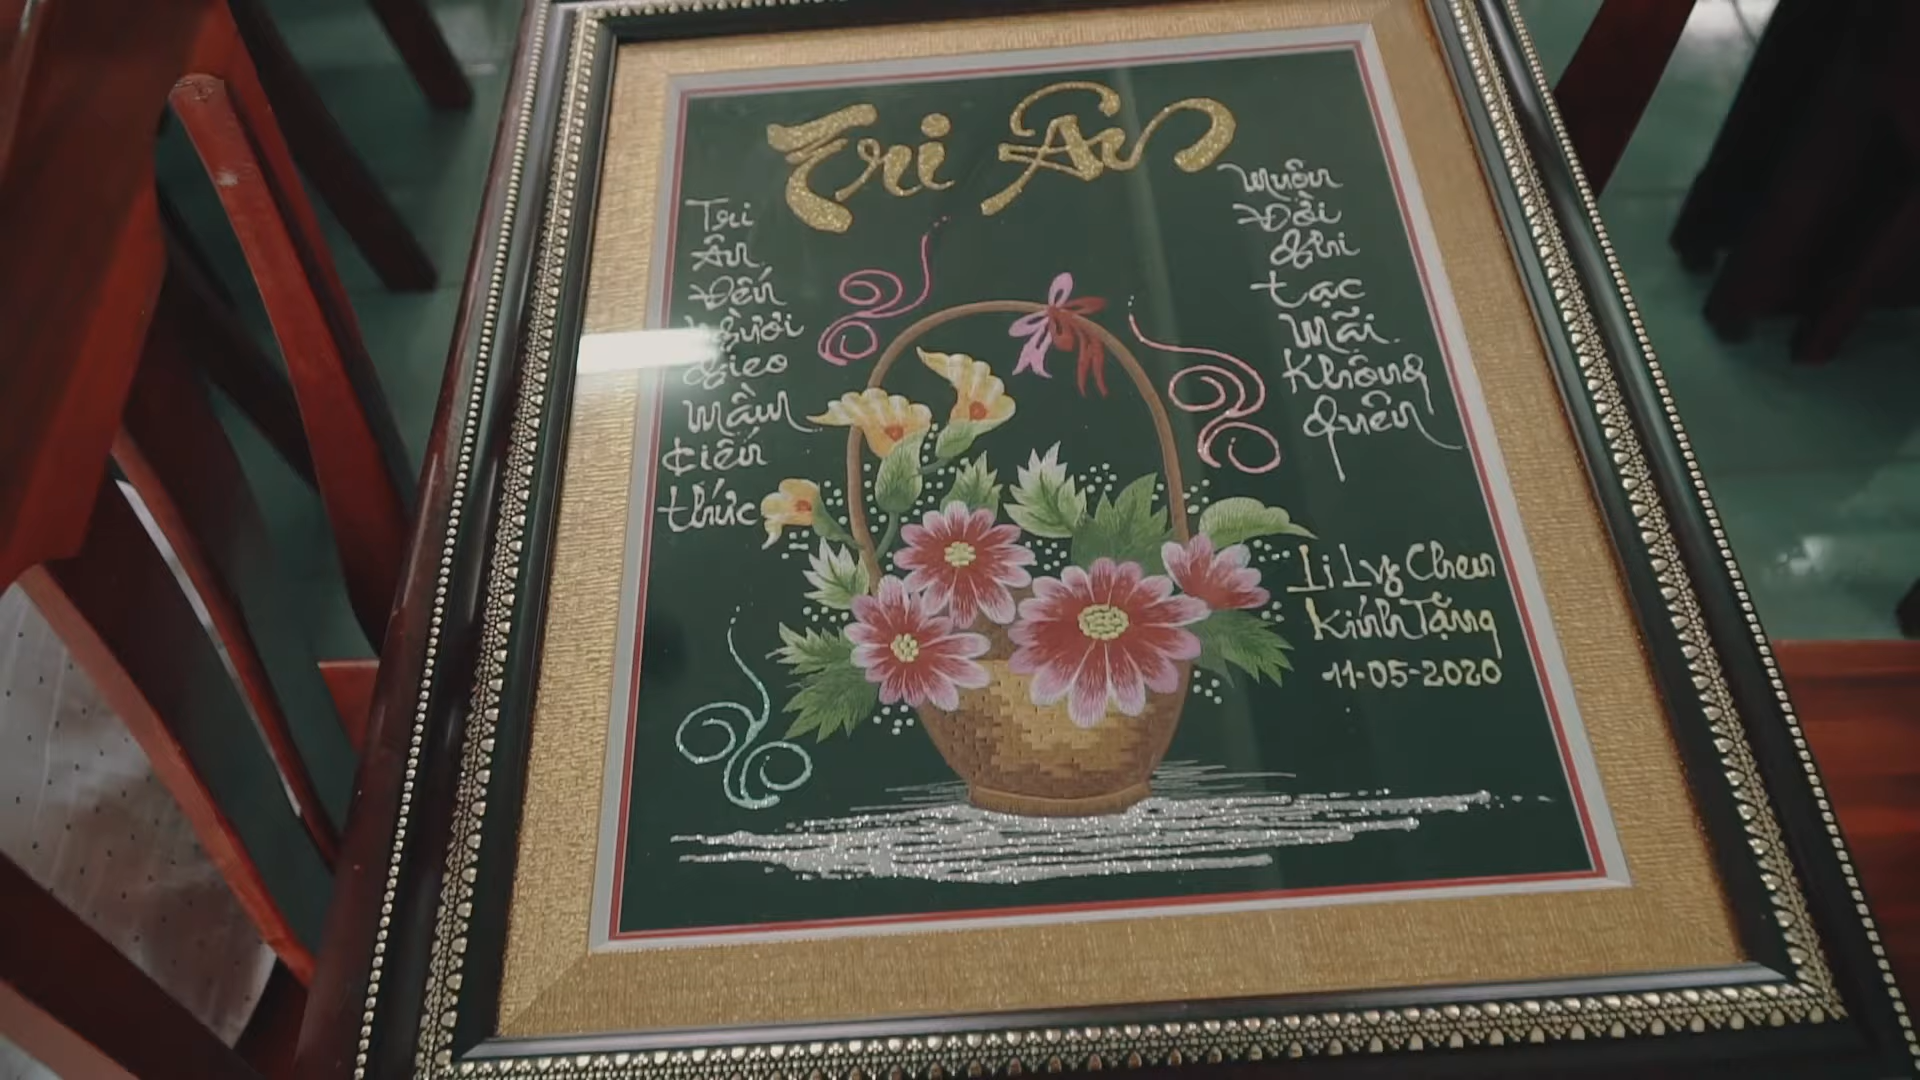 Tri Ân
Tri
Ân
Đến
Người
Gieo
Mầm
kiến
thức
Muôn
Đời
Ghi
tạc
Mãi
Không
Quên
Li Ly Chen
Kính Tặng
11-05-2020